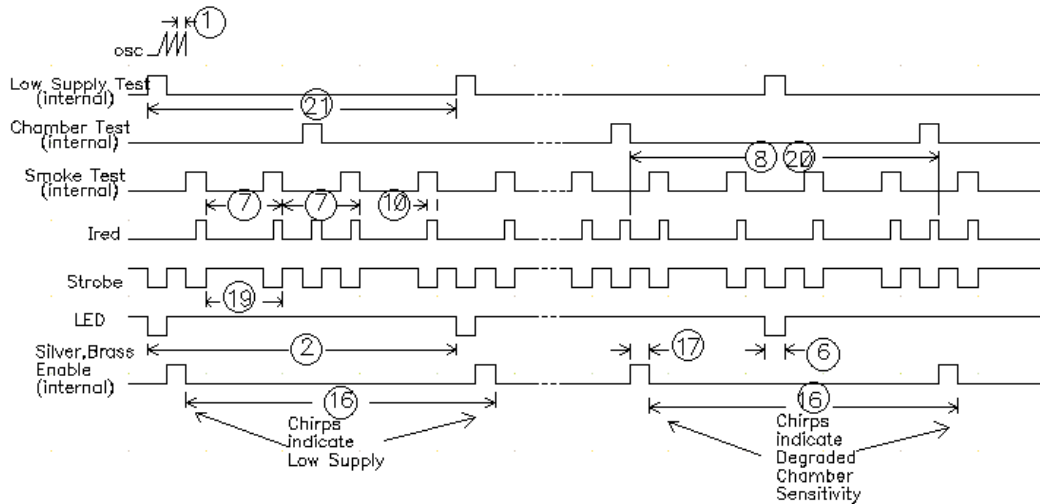 1
osc
Low Supply Test
(internal)
21
Chamber Test
(internal)
8 20
Smoke Test
(internal)
7 7 10
Ired
Strobe
19
LED
Silver,Brass
Enable
(internal)
2 17 6
16 16
Chirps
indicate
Low Supply
Chirps
indicate
Degraded
Chamber
Sensitivity